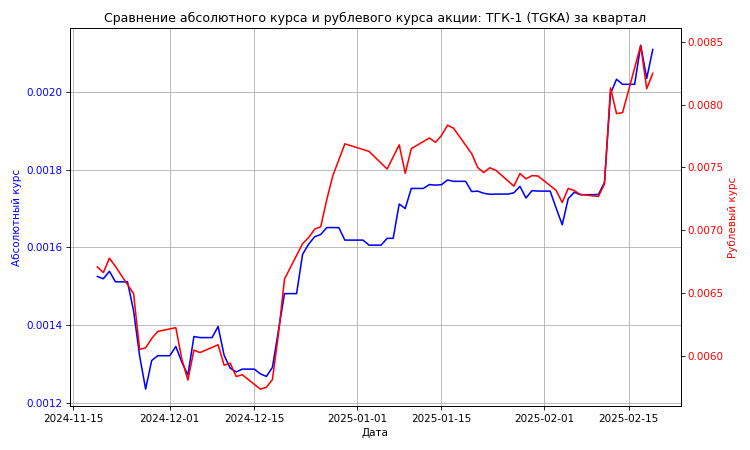 Сравнение абсолютного курса и рублевого курса акции: ТГК-1 (TGKA) за квартал
0.0020
0.0018
0.0016
0.0014
0.0012
Абсолютный курс
0.0085
0.0080
0.0075
0.0070
0.0065
0.0060
Рублевый курс
2024-11-15 2024-12-01 2024-12-15 2025-01-01 2025-01-15 2025-02-01 2025-02-15
Дата